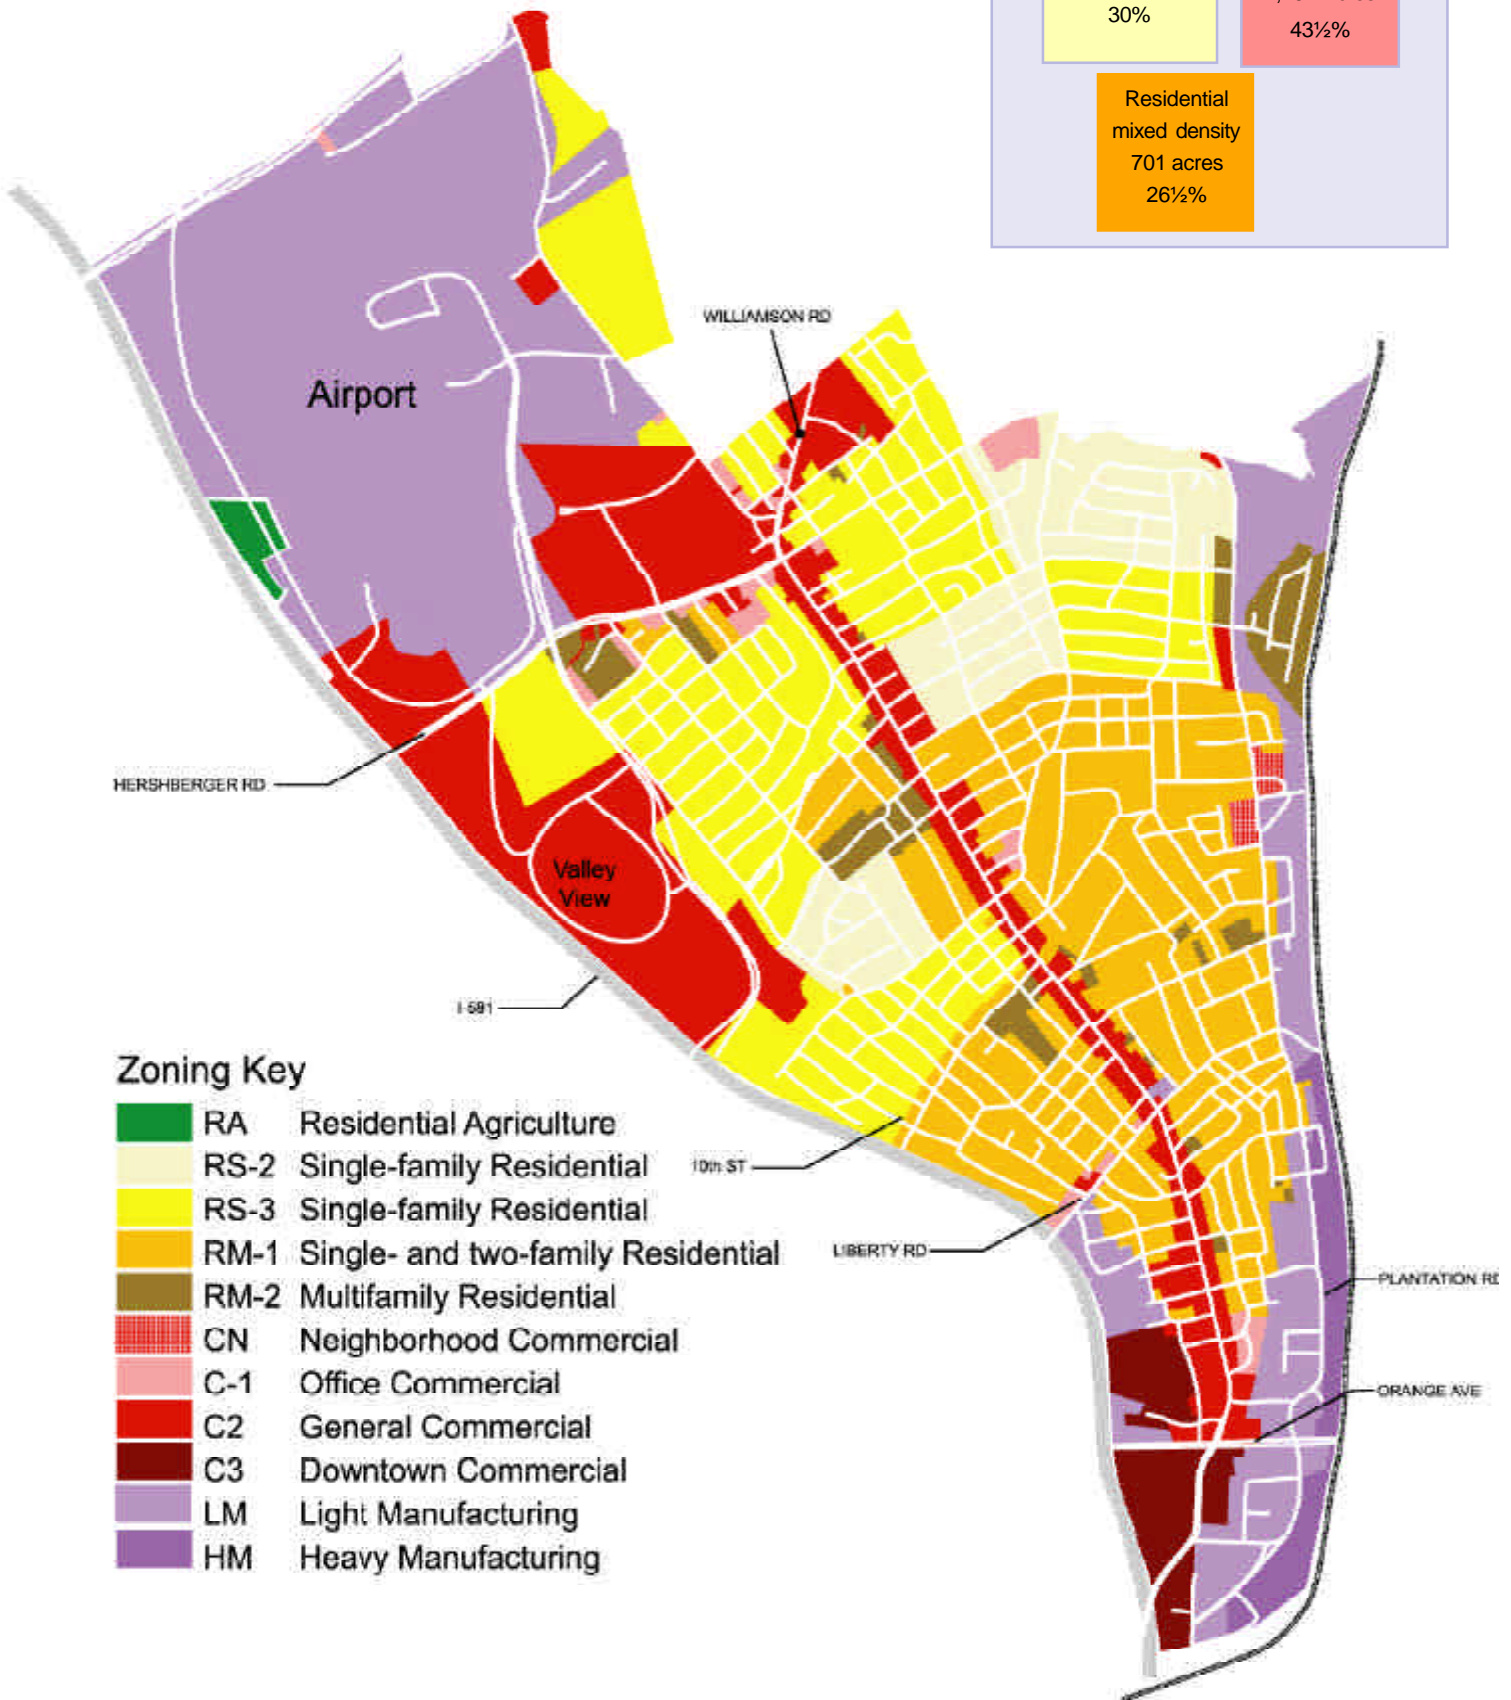 30%
43½%
Residential
mixed density
701 acres
26½%
WILLIAMSON RD
Airport
HERSHBERGER RD
Valley
View
I-581
10th ST
LIBERTY RD
PLANTATION RD
ORANGE AVE
Zoning Key
RA Residential Agriculture
RS-2 Single-family Residential
RS-3 Single-family Residential
RM-1 Single- and two-family Residential
RM-2 Multifamily Residential
CN Neighborhood Commercial
C-1 Office Commercial
C2 General Commercial
C3 Downtown Commercial
LM Light Manufacturing
HM Heavy Manufacturing